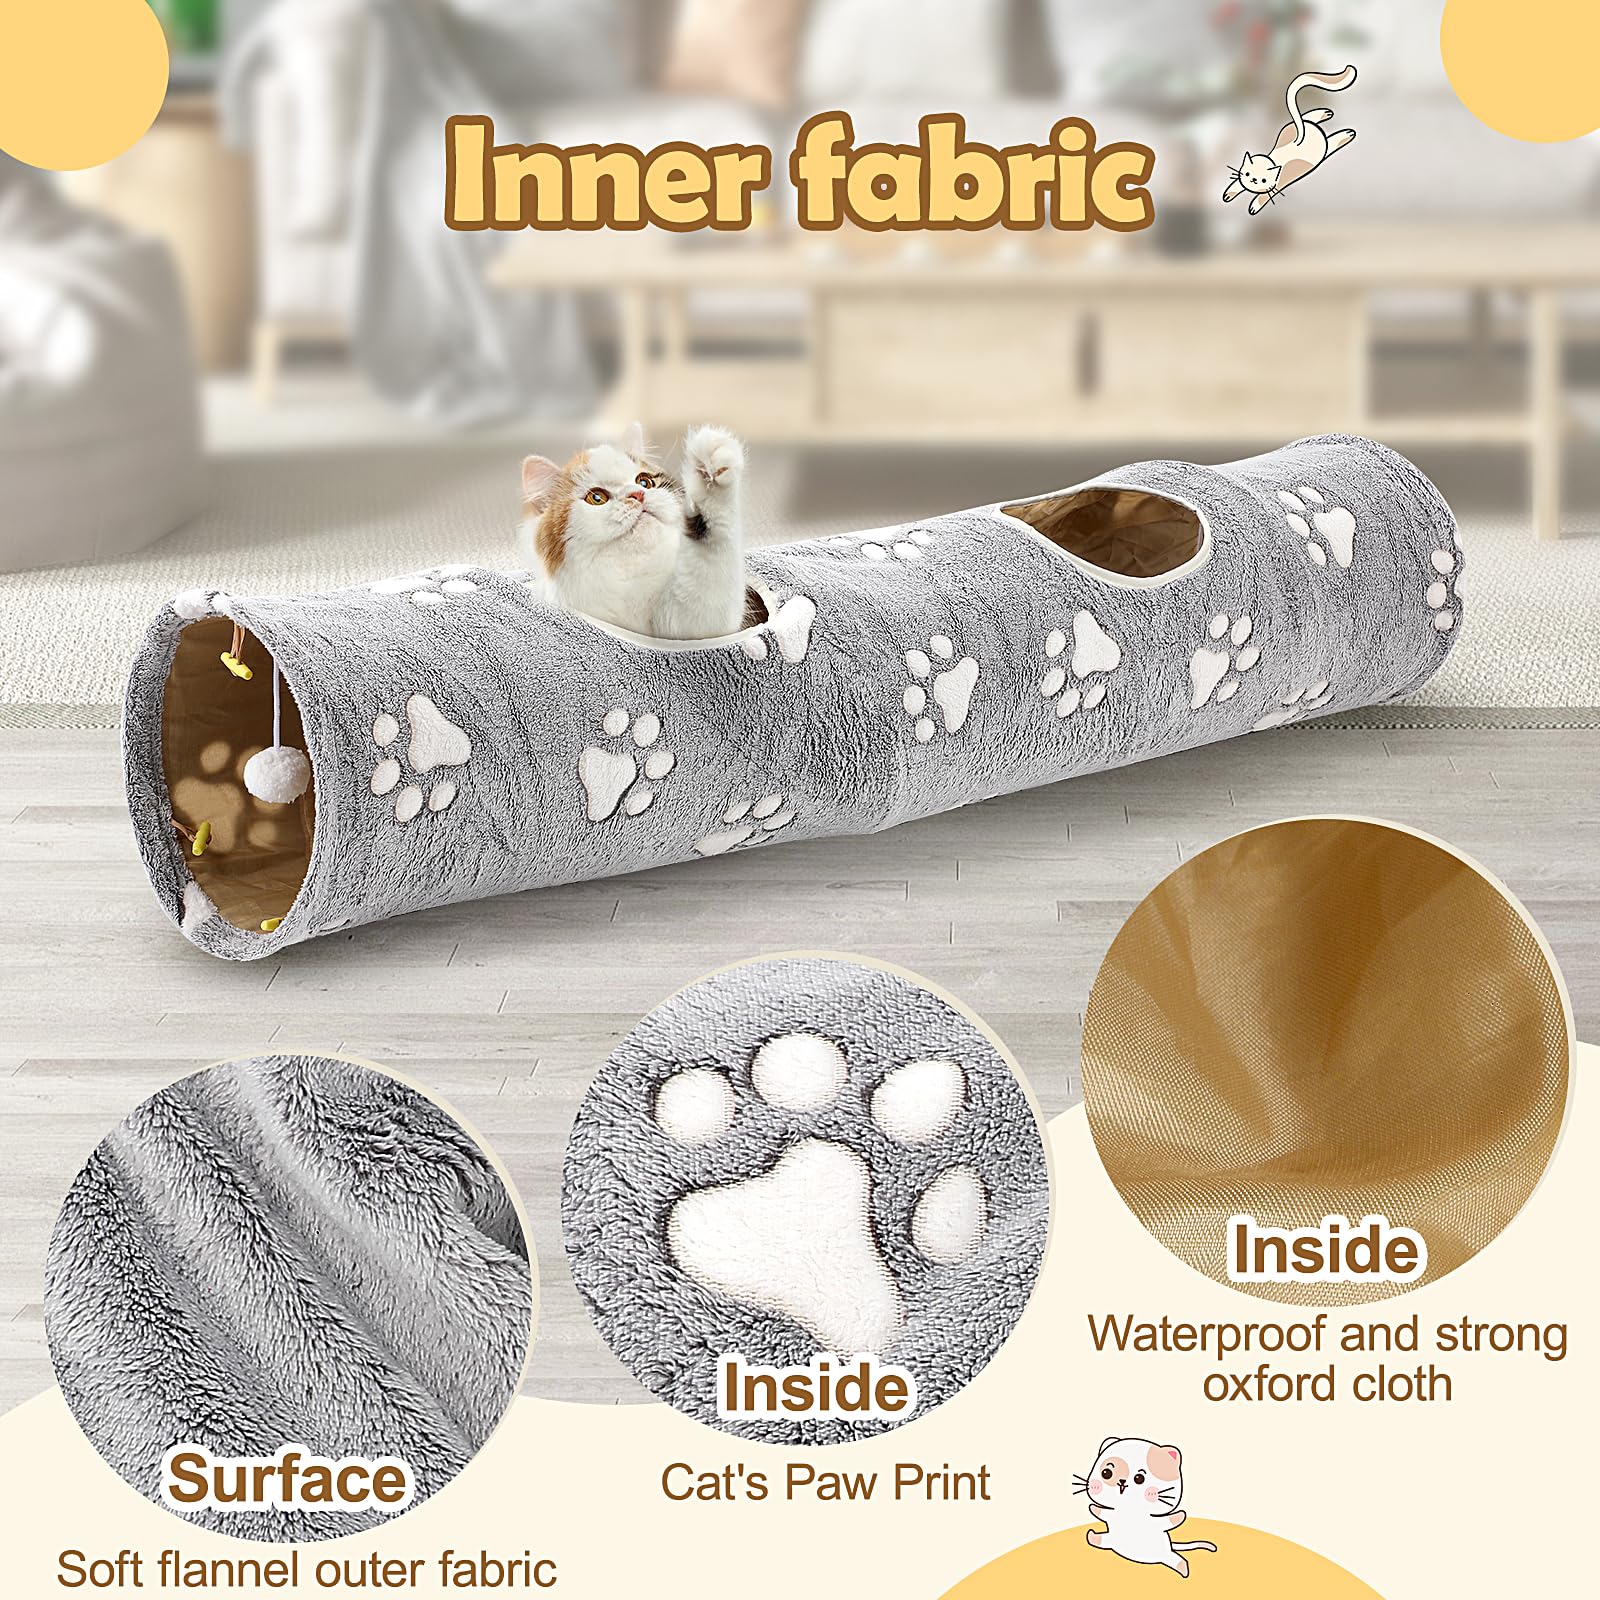 Inner fabric
Surface
Soft flannel outer fabric
Inside
Cat's Paw Print
Inside
Waterproof and strong
oxford cloth